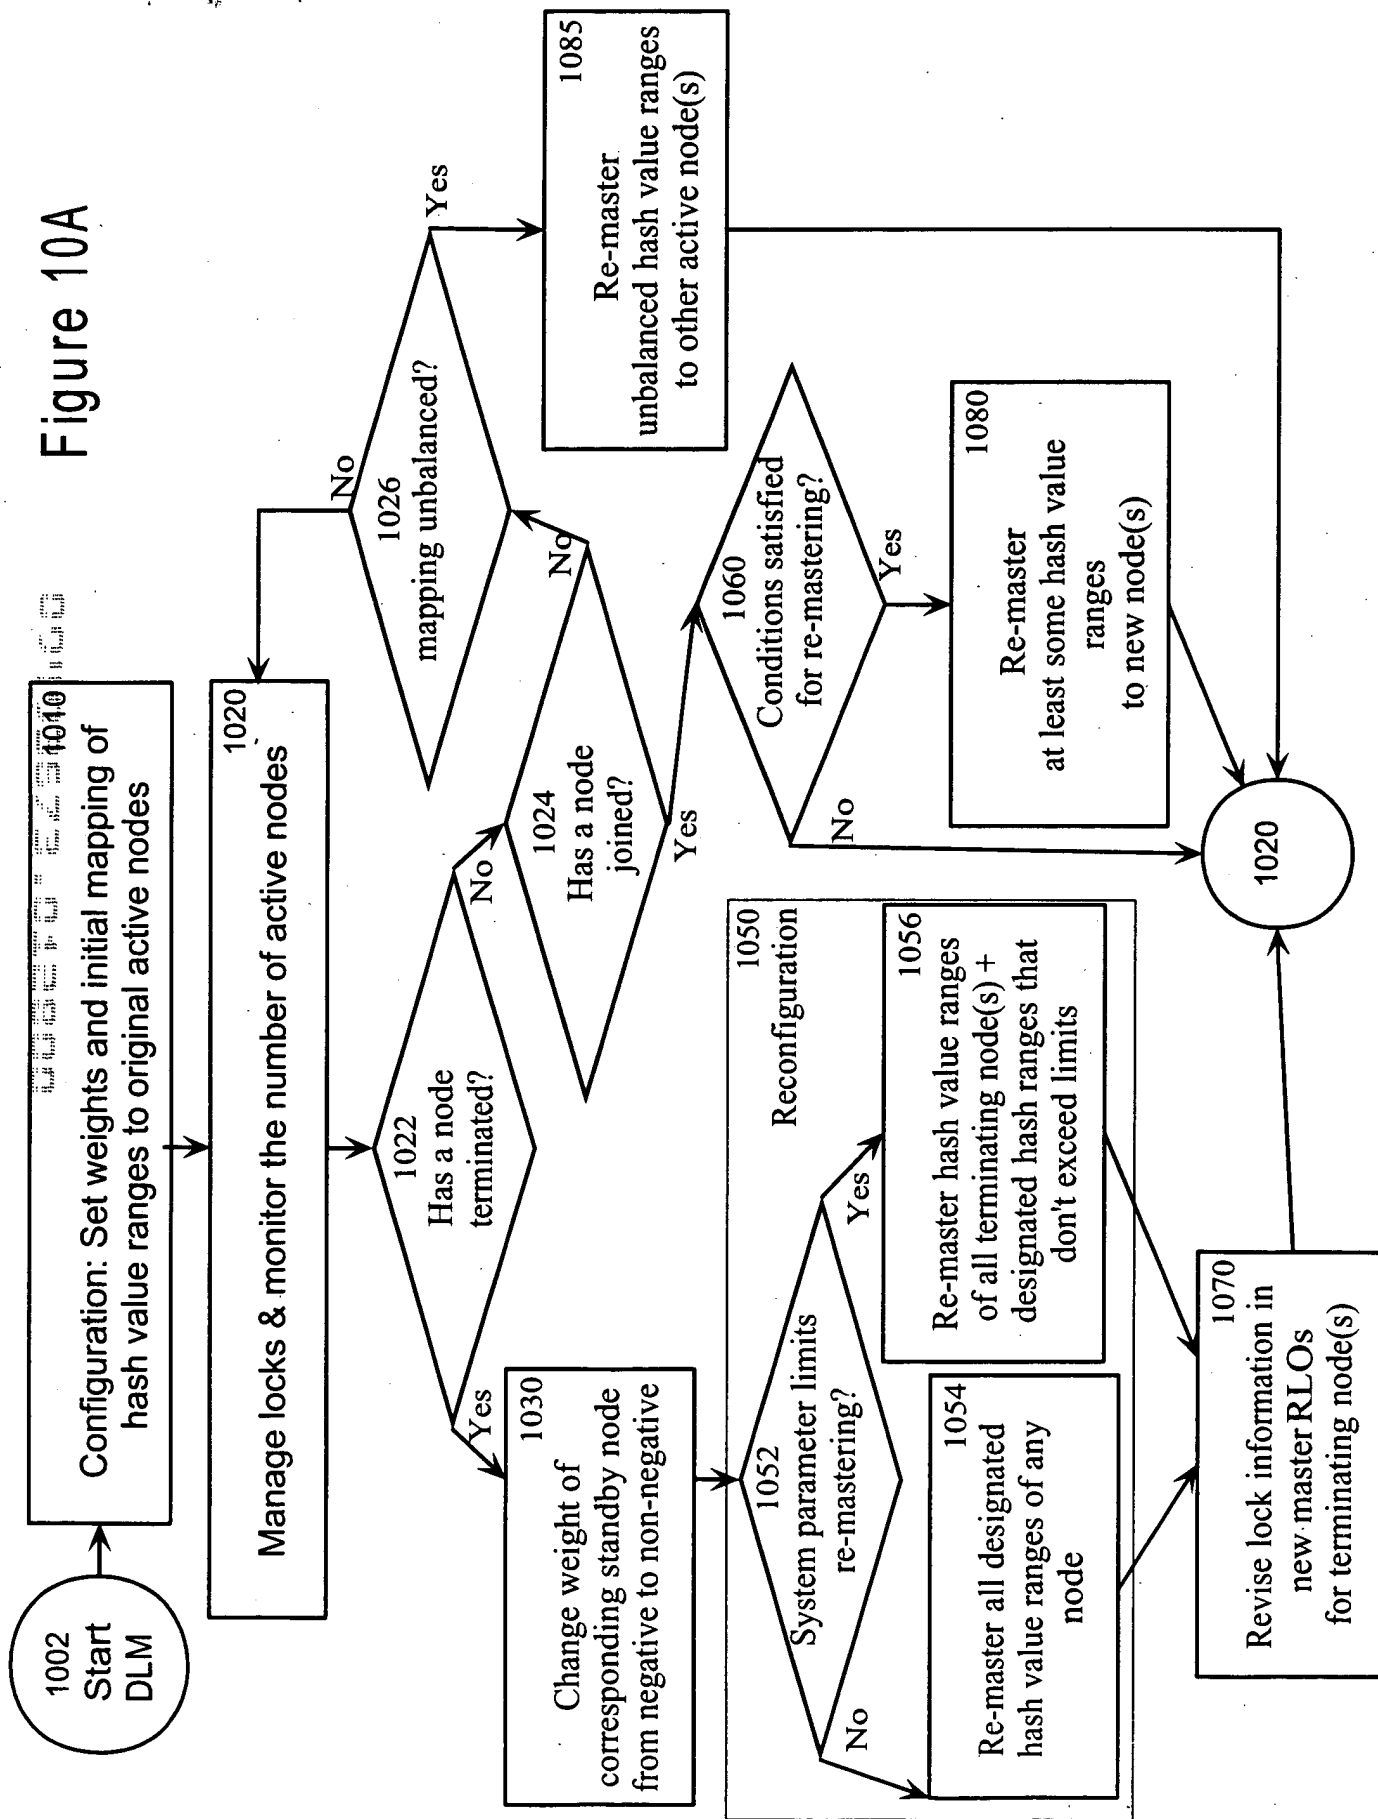 Figure 10A
1002
Start
DLM
1010
Configuration: Set weights and initial mapping of
hash value ranges to original active nodes
1020
Manage locks & monitor the number of active nodes
1022
Has a node
terminated?
Yes
No
1024
Has a node
joined?
No
Yes
1026
mapping unbalanced?
No
Yes
1085
Re-master
unbalanced hash value ranges
to other active node(s)
1030
Change weight of
corresponding standby node
from negative to non-negative
1050
Reconfiguration
1052
System parameter limits
re-mastering?
No
Yes
1054
Re-master all designated
hash value ranges of any
node
1056
Re-master hash value ranges
of all terminating node(s) +
designated hash ranges that
don't exceed limits
1060
Conditions satisfied
for re-mastering?
No
Yes
1080
Re-master
at least some hash value
ranges
to new node(s)
1070
Revise lock information in
new master RLOs
for terminating node(s)
1020